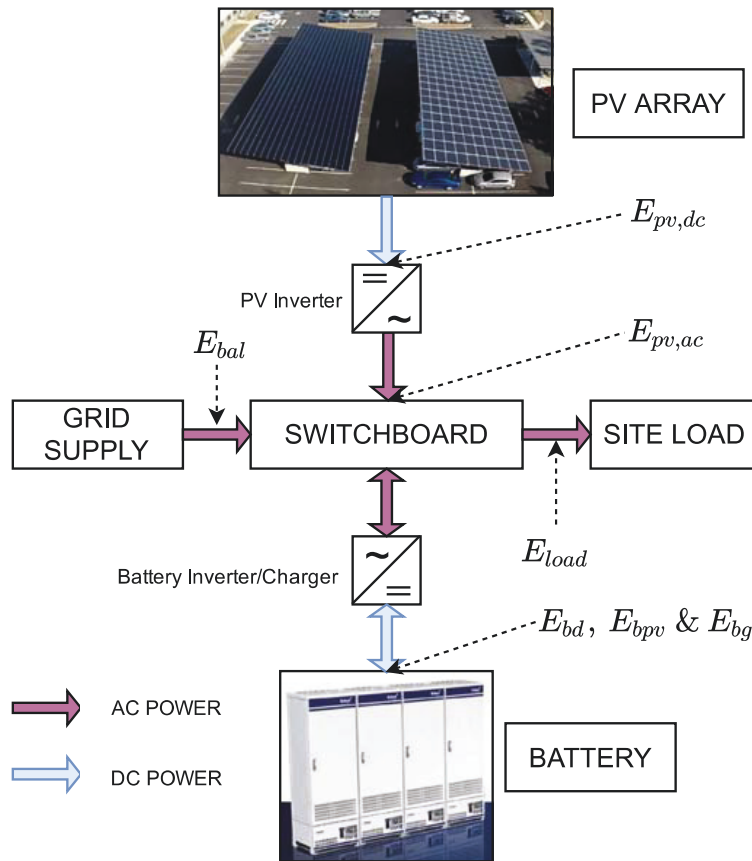 PV ARRAY
E_{pv,dc}
PV Inverter
~
E_{bal}
E_{pv,ac}
GRID
SUPPLY
SWITCHBOARD
SITE LOAD
~
Battery Inverter/Charger
E_{load}
E_{bd}, E_{bpv} & E_{bg}
AC POWER
BATTERY
DC POWER